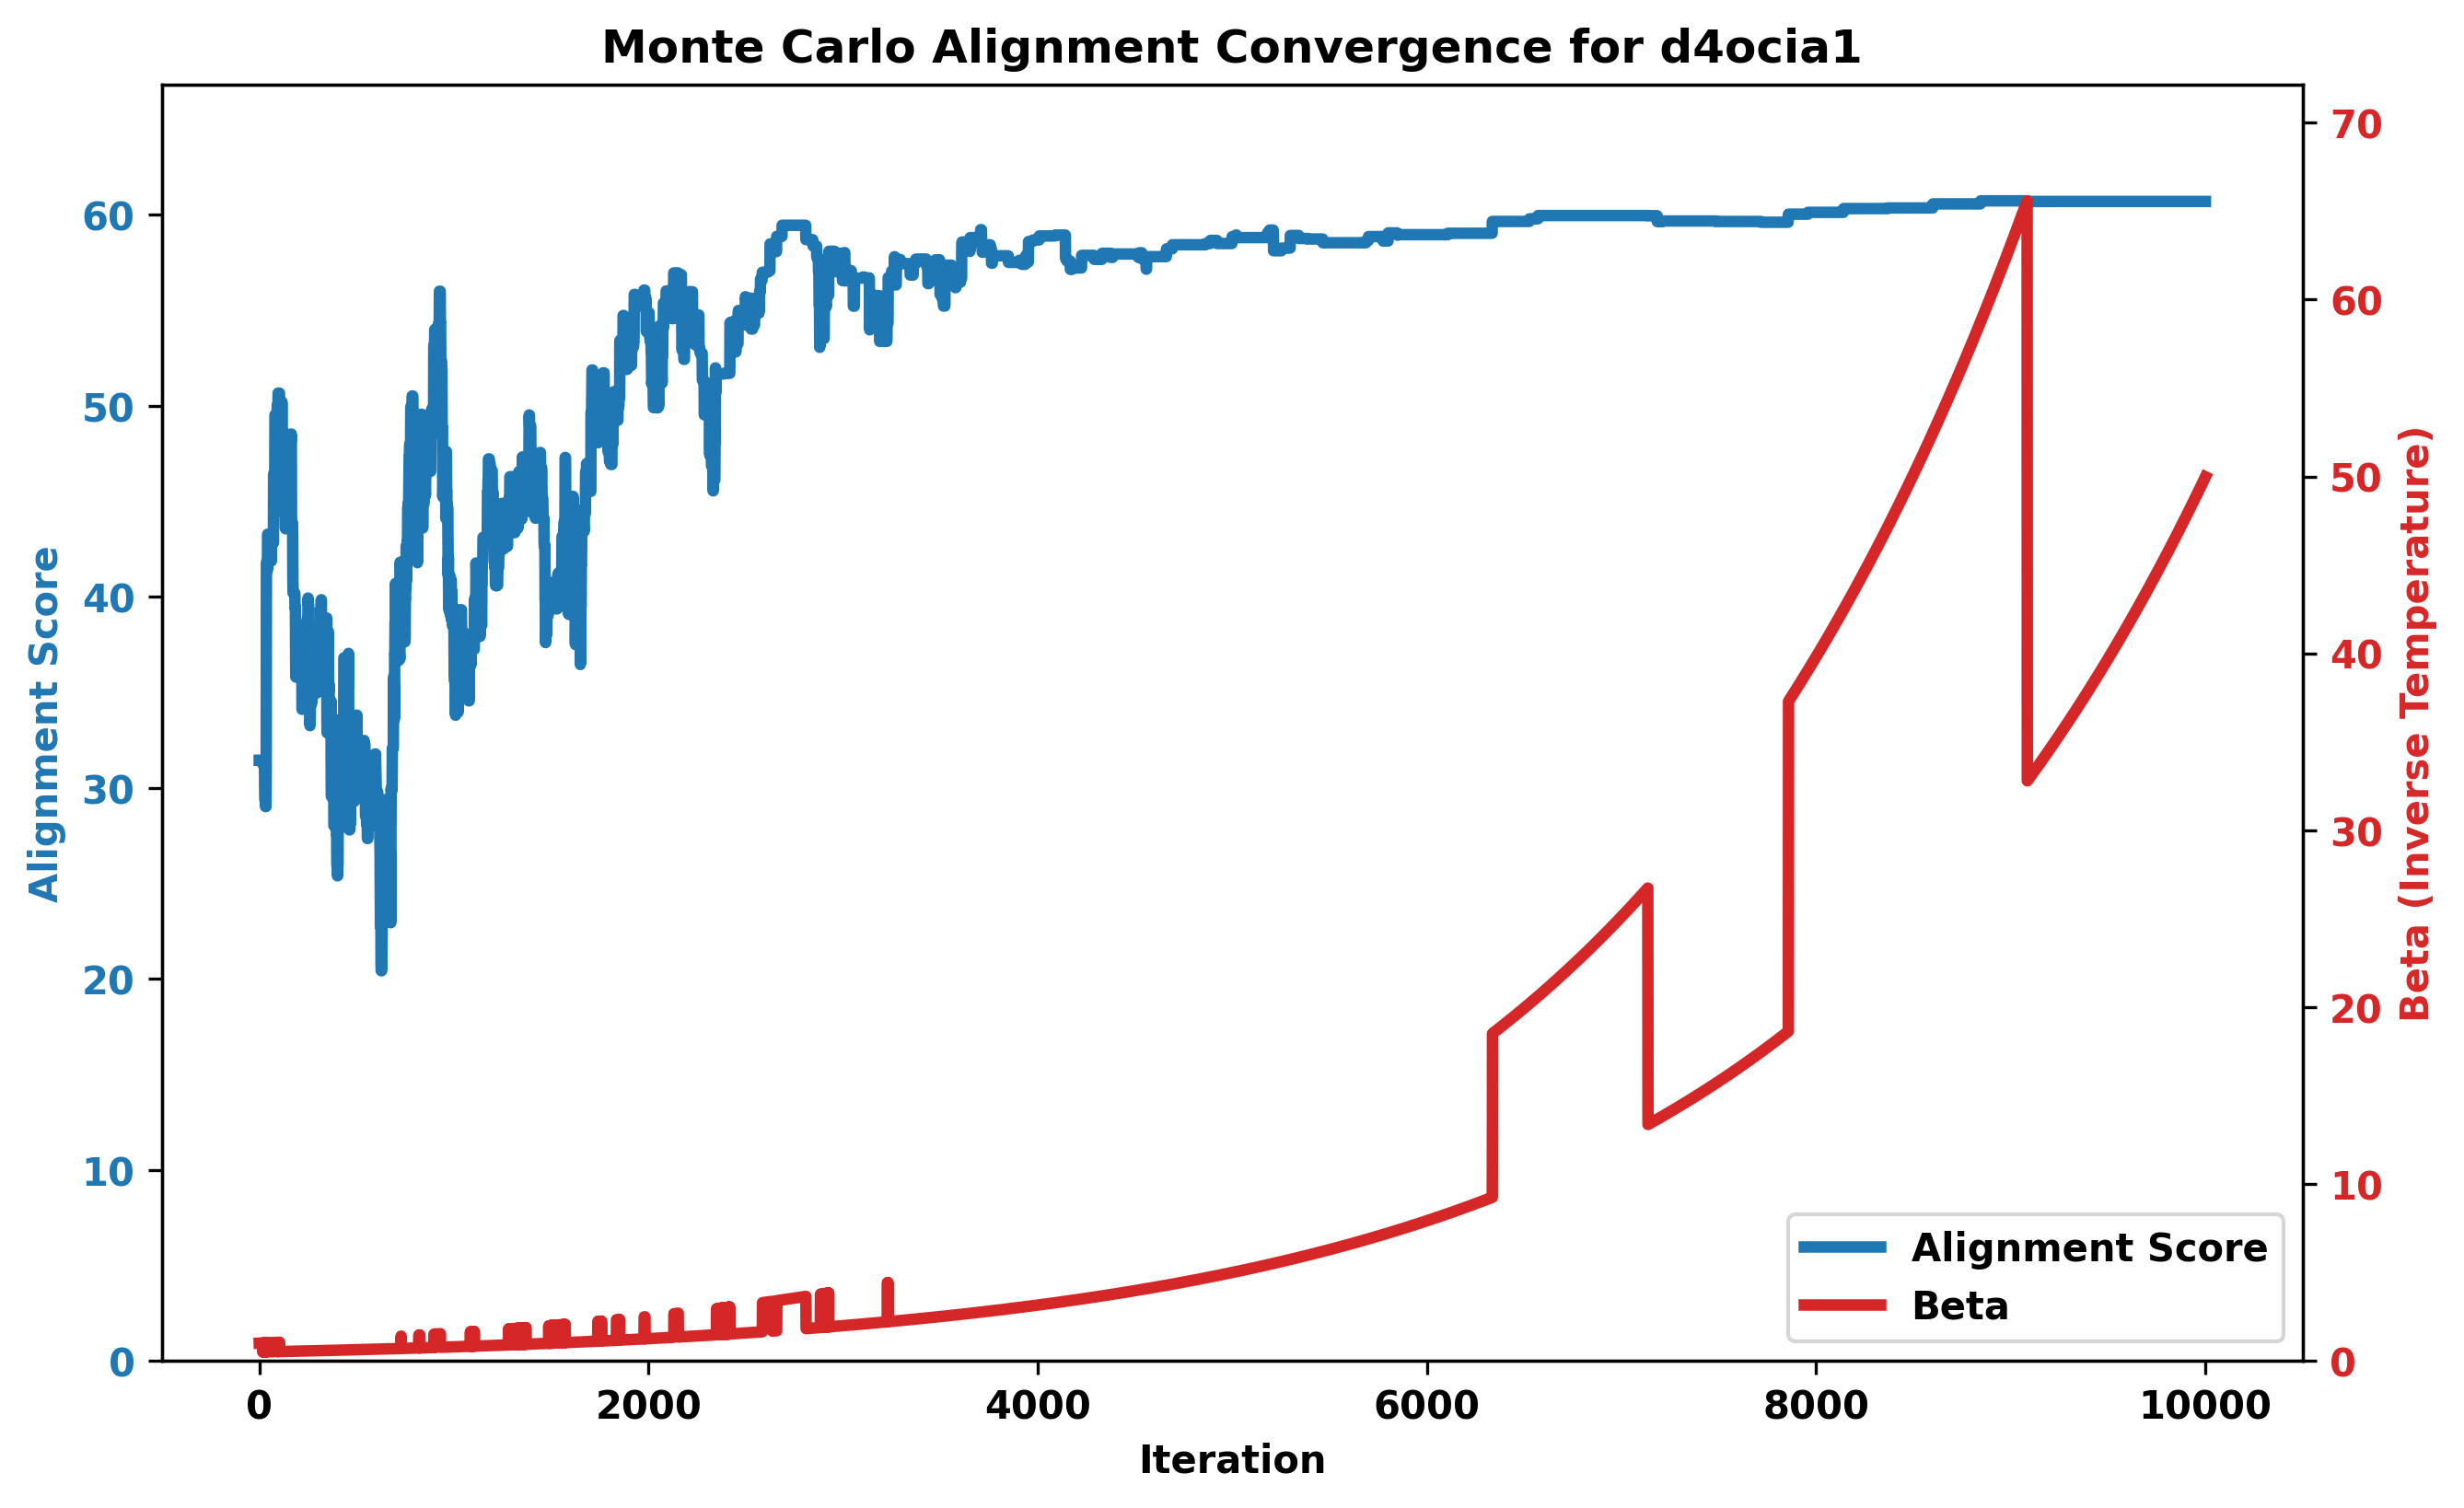 Monte Carlo Alignment Convergence for d4ocia1
Alignment Score
60
50
40
30
20
10
0
70
60
50
40
30
20
10
0
Beta (Inverse Temperature)
Alignment Score
Beta
0 2000 4000 6000 8000 10000
Iteration